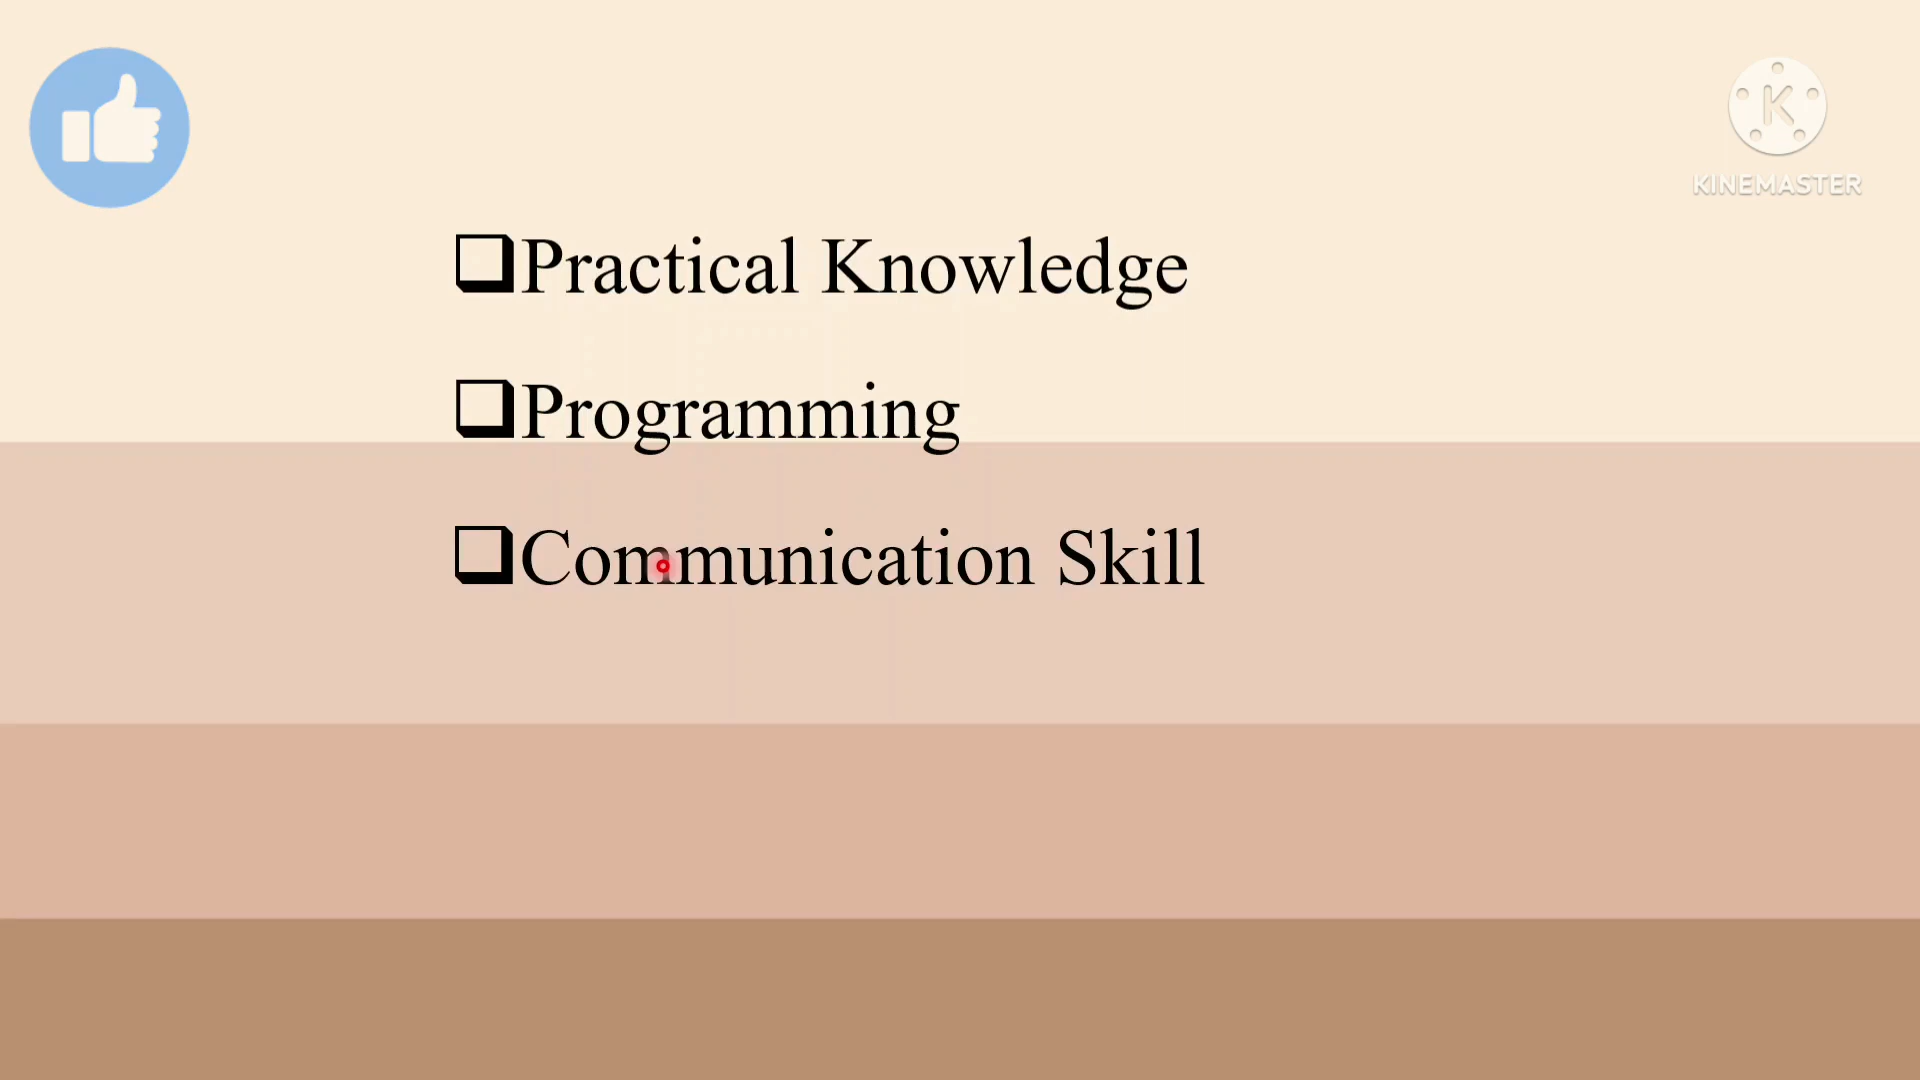 KINEMASTER
❑Practical Knowledge
❑Programming
❑Communication Skill